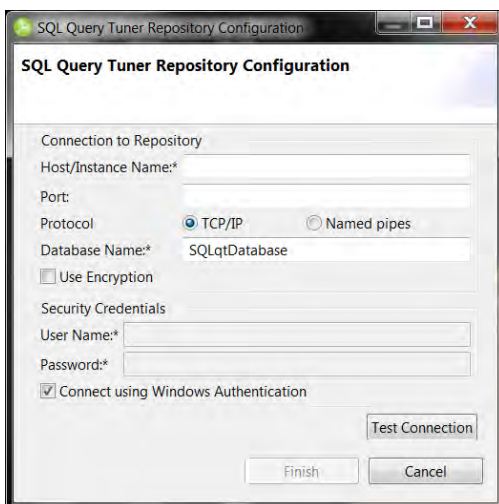 SQL Query Tuner Repository Configuration
SQL Query Tuner Repository Configuration
Connection to Repository
Host/Instance Name:*
Port:
Protocol TCP/IP Named pipes
Database Name:* SQLqtDatabase
Use Encryption
Security Credentials
User Name:*
Password:*
Connect using Windows Authentication
Test Connection
Finish Cancel